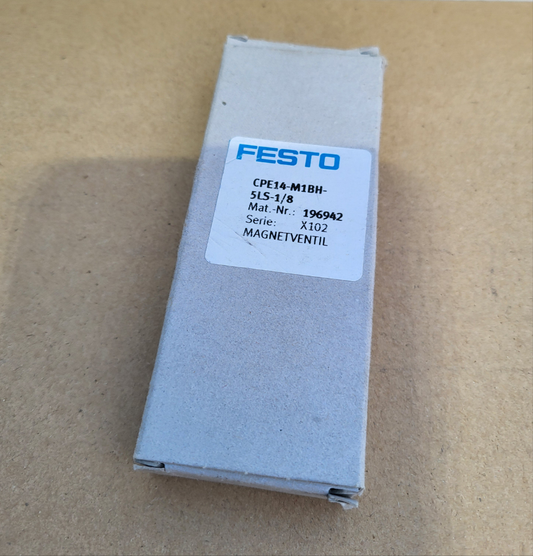 FESTO
CPE14-M1BH-
5LS-1/8
Mat.-Nr.: 196942
Serie: X102
MAGNETVENTIL